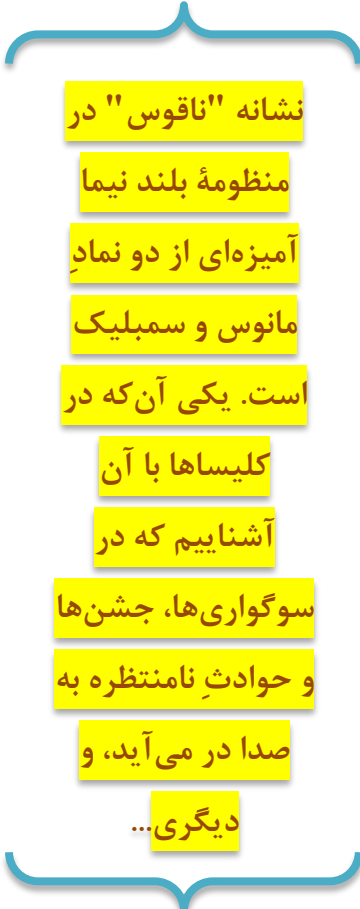 نشانه "ناقوس" در
منظومهٔ بلند نیما
آمیزه‌ای از دو نمادِ
مانوس و سمبلیک
است. یکی آن‌که در
کلیساها با آن
آشناییم که در
سوگواری‌ها، جشن‌ها
و حوادثِ نامنتظره به
صدا در می‌آید، و
دیگری...